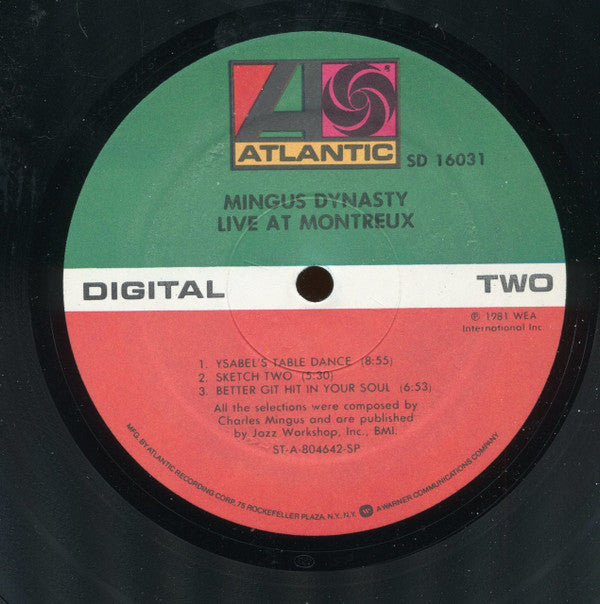 ATLANTIC
SD 16031
MINGUS DYNASTY
LIVE AT MONTREUX
DIGITAL
TWO
℗ 1981 WEA
International Inc.
1. YSABEL'S TABLE DANCE (8:55)
2. SKETCH TWO (5:30)
3. BETTER GIT HIT IN YOUR SOUL (6:53)
All the selections were composed by
Charles Mingus and are published
by Jazz Workshop, Inc., BMI.
ST-A-804642-SP
MFG. BY ATLANTIC RECORDING CORP., 75 ROCKEFELLER PLAZA, N.Y. N.Y. A WARNER COMMUNICATIONS COMPANY